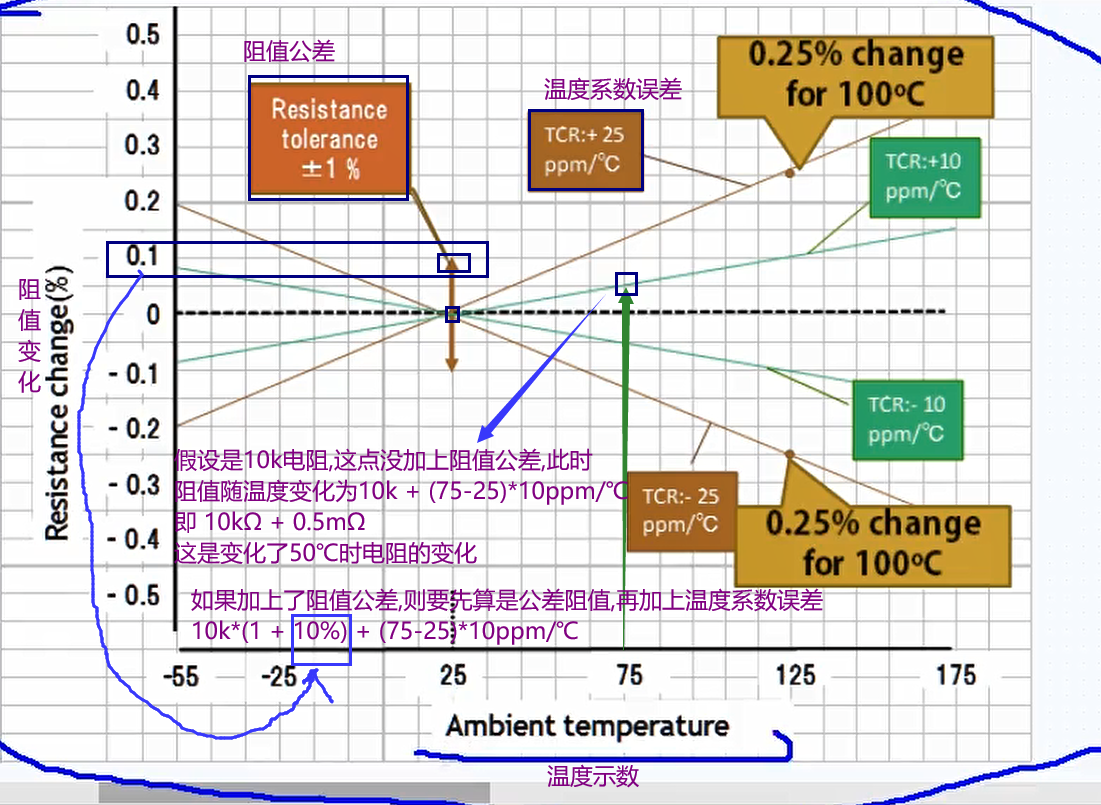 0.5
阻值公差
0.25% change
for 100℃
0.4
温度系数误差
Resistance
tolerance
±1 %
TCR:+ 25
ppm/℃
0.3
TCR:+10
ppm/℃
0.2
0.1
阻值变化
Resistance change(%)
0
- 0.1
- 0.2
- 0.3
- 0.4
- 0.5
TCR:- 10
ppm/℃
假设是10k电阻,这点没加上阻值公差,此时
阻值随温度变化为10k + (75-25)*10ppm/℃
即 10kΩ + 0.5mΩ
这是变化了50℃时电阻的变化
TCR:- 25
ppm/℃
0.25% change
for 100℃
如果加上了阻值公差,则要先算是公差阻值,再加上温度系数误差
10k*(1 + 10%) + (75-25)*10ppm/℃
-55
-25
25
75
125
175
Ambient temperature
温度示数